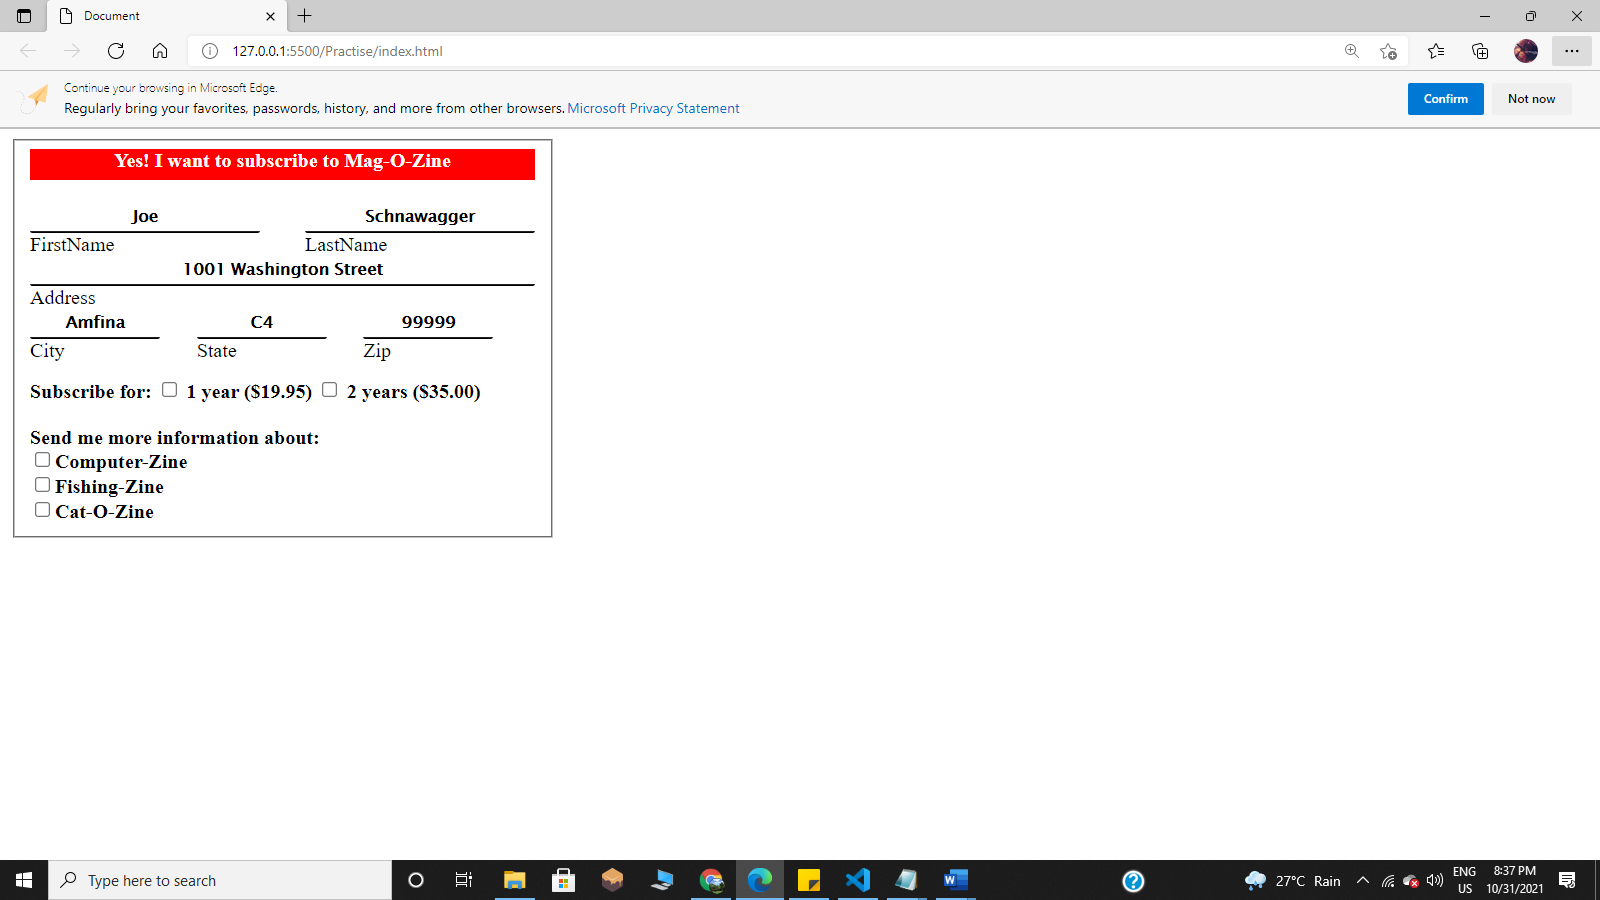 Document
127.0.0.1:5500/Practise/index.html
Continue your browsing in Microsoft Edge.
Regularly bring your favorites, passwords, history, and more from other browsers. Microsoft Privacy Statement
Confirm
Not now
Yes! I want to subscribe to Mag-O-Zine
Joe Schnawagger
FirstName LastName
1001 Washington Street
Address
Amfina C4 99999
City State Zip
Subscribe for: 1 year ($19.95) 2 years ($35.00)
Send me more information about:
Computer-Zine
Fishing-Zine
Cat-O-Zine
Type here to search
27°C Rain
ENG
US
8:37 PM
10/31/2021